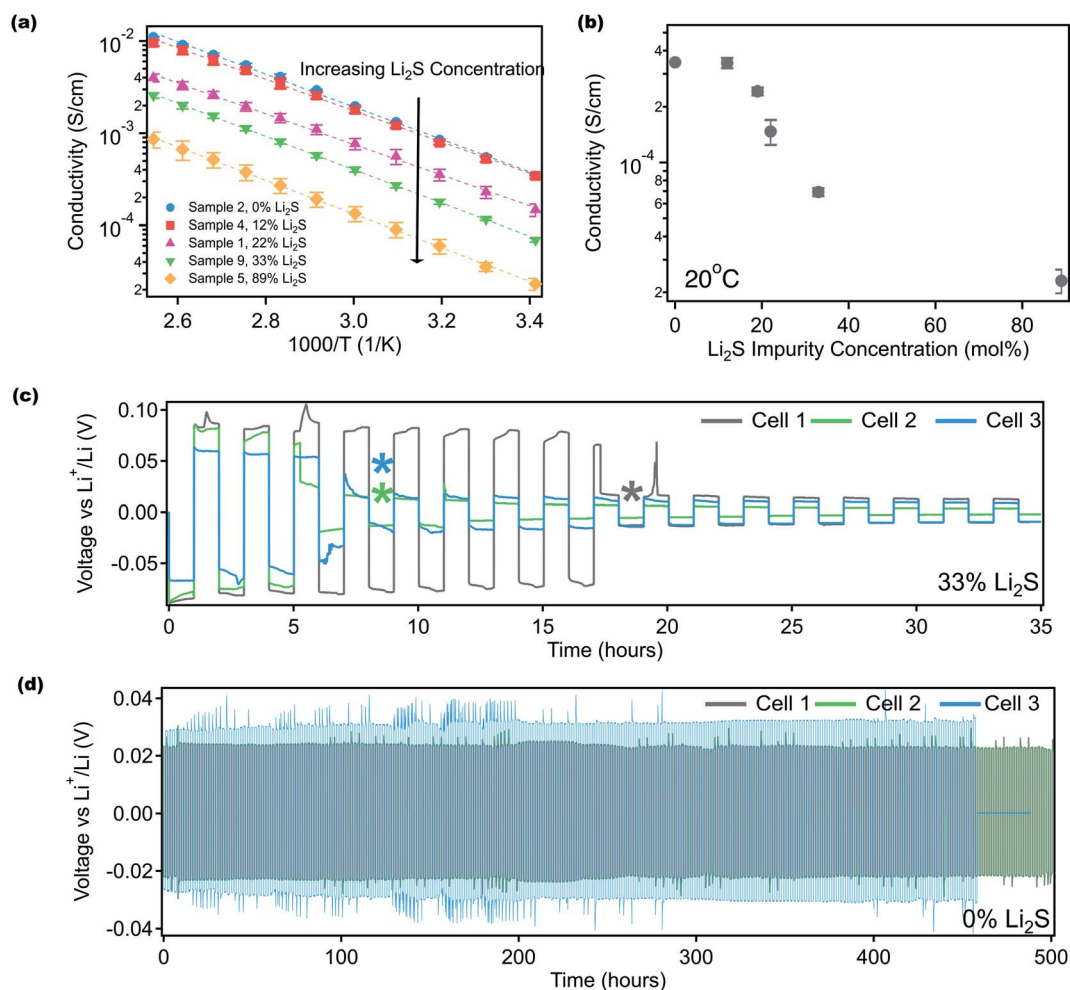 (a)
Conductivity (S/cm)
10⁻²
6
4
2
10⁻³
6
4
2
10⁻⁴
6
4
2
Increasing Li₂S Concentration
Sample 2, 0% Li₂S
Sample 4, 12% Li₂S
Sample 1, 22% Li₂S
Sample 9, 33% Li₂S
Sample 5, 89% Li₂S
2.6 2.8 3.0 3.2 3.4
1000/T (1/K)
(b)
Conductivity (S/cm)
4
2
10⁻⁴
8
6
4
2
20°C
0 20 40 60 80
Li₂S Impurity Concentration (mol%)
(c)
Voltage vs Li⁺/Li (V)
0.10
0.05
0.00
-0.05
Cell 1 Cell 2 Cell 3
*
*
*
33% Li₂S
0 5 10 15 20 25 30 35
Time (hours)
(d)
Voltage vs Li⁺/Li (V)
0.04
0.02
0.00
-0.02
-0.04
Cell 1 Cell 2 Cell 3
0% Li₂S
0 100 200 300 400 500
Time (hours)